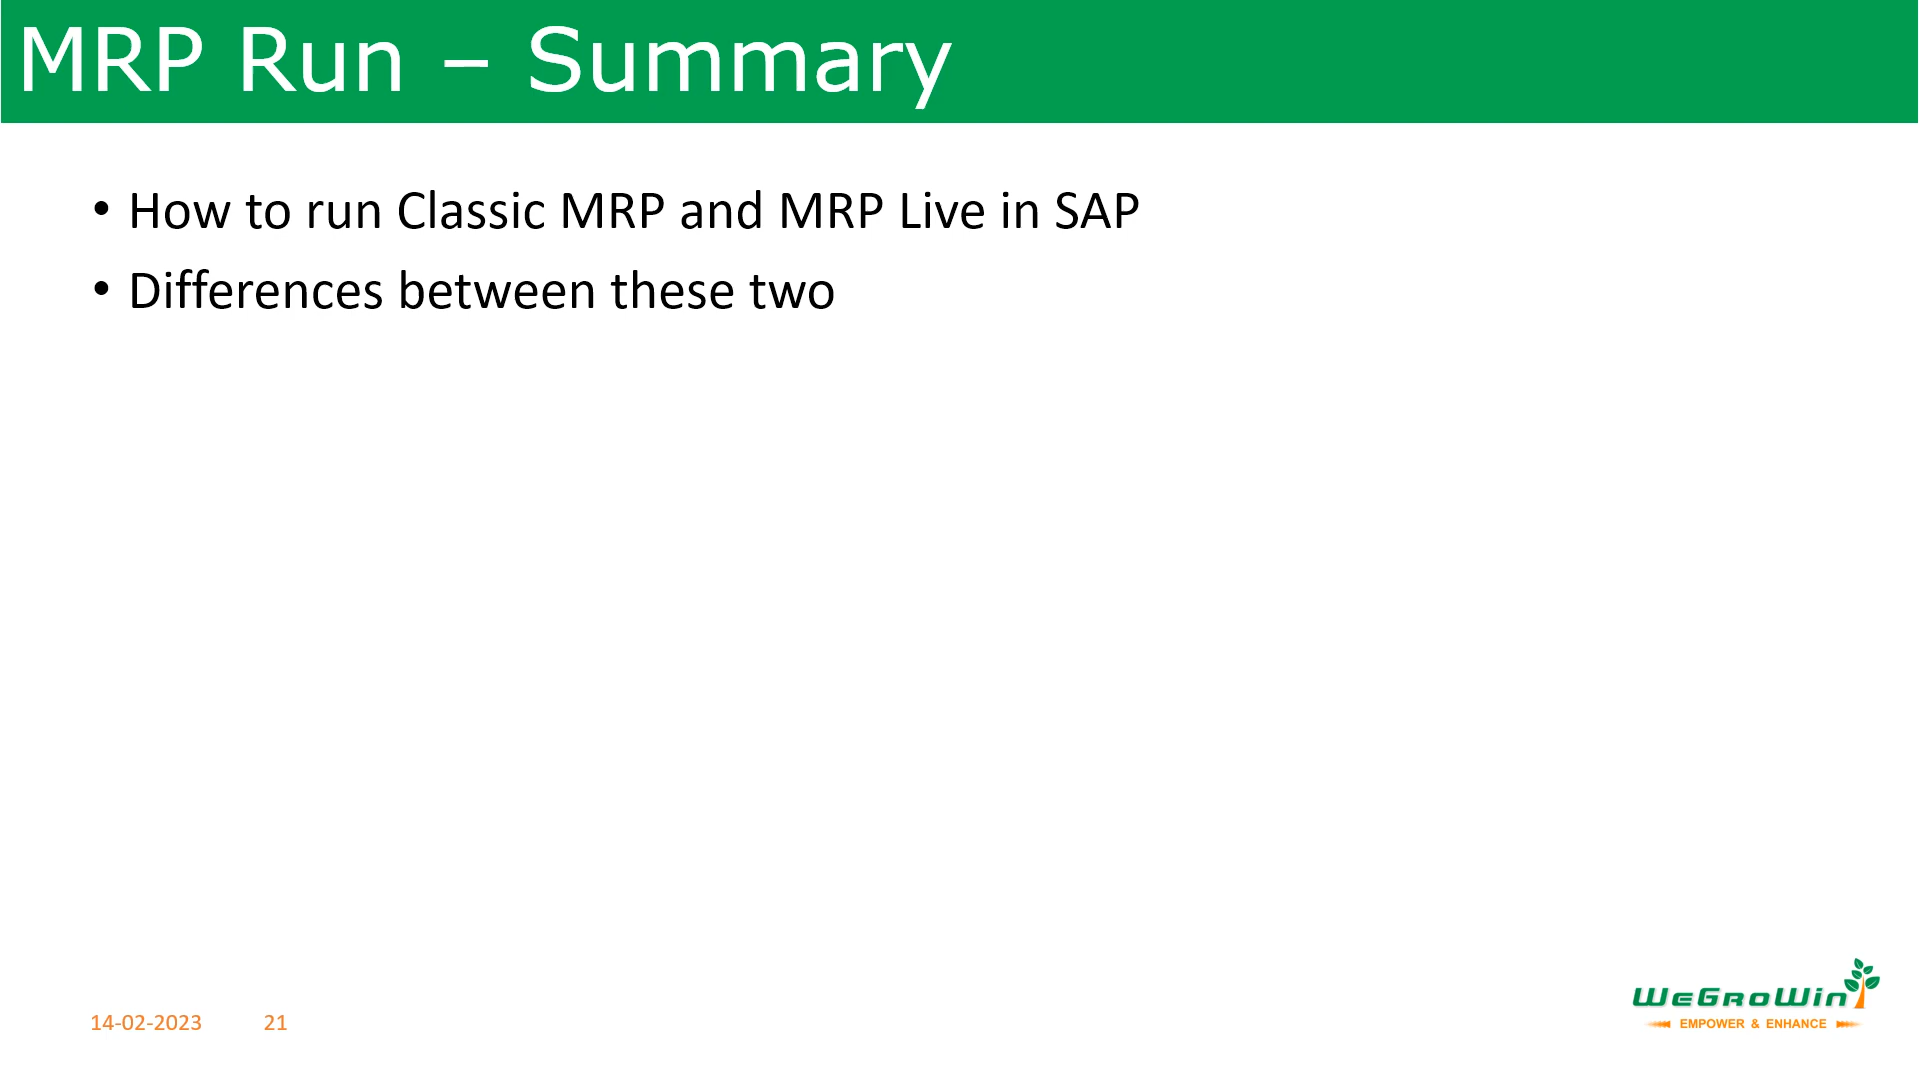 MRP Run – Summary
• How to run Classic MRP and MRP Live in SAP
• Differences between these two
14-02-2023 21
WeGroWin
EMPOWER & ENHANCE